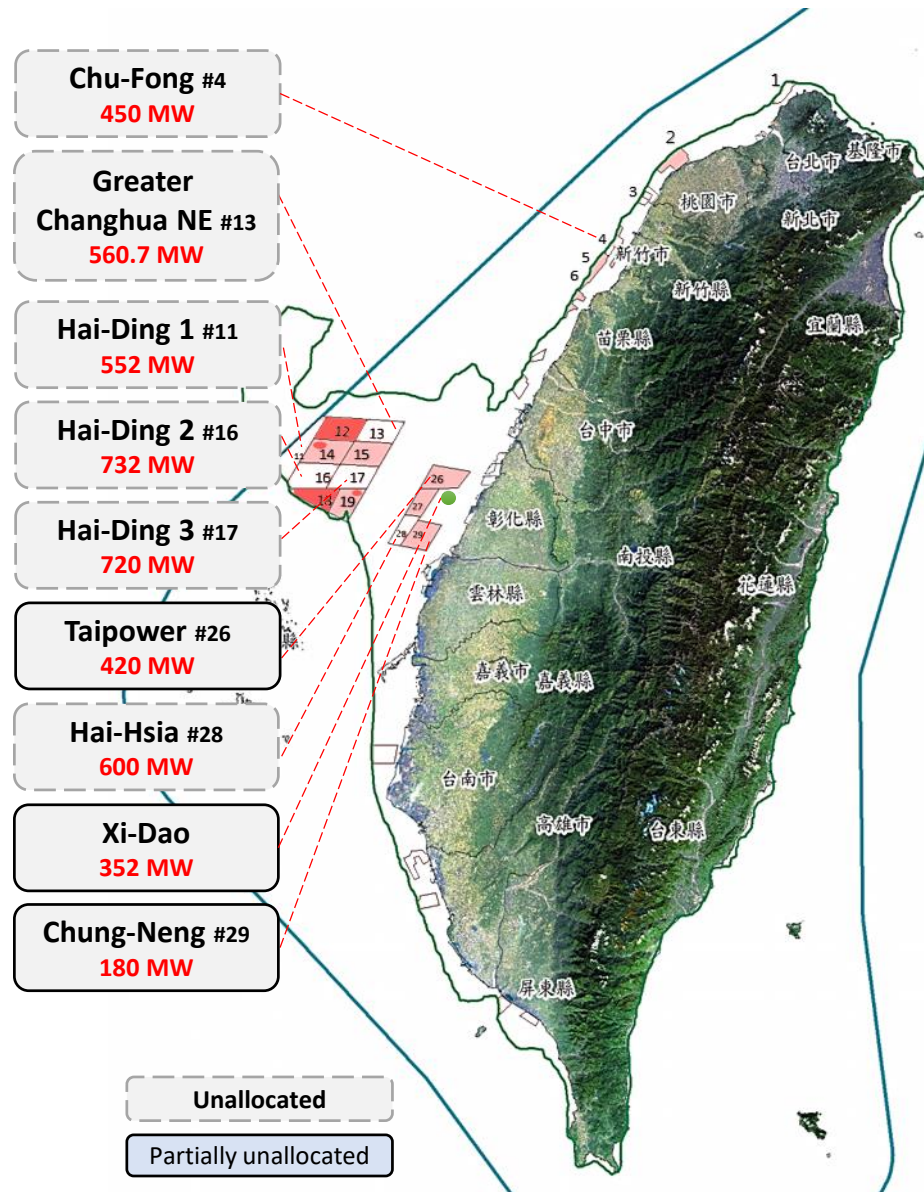 Chu-Fong #4
450 MW
Greater
Changhua NE #13
560.7 MW
Hai-Ding 1 #11
552 MW
Hai-Ding 2 #16
732 MW
Hai-Ding 3 #17
720 MW
Taipower #26
420 MW
Hai-Hsia #28
600 MW
Xi-Dao
352 MW
Chung-Neng #29
180 MW
Unallocated
Partially unallocated
1
2
3
4
5
6
12
13
11
14
15
16
17
18
19
26
27
28
29
基隆市
台北市
桃園市
新北市
新竹市
新竹縣
宜蘭縣
苗栗縣
台中市
彰化縣
南投縣
花蓮縣
雲林縣
嘉義市
嘉義縣
台南市
高雄市
台東縣
屏東縣
縣